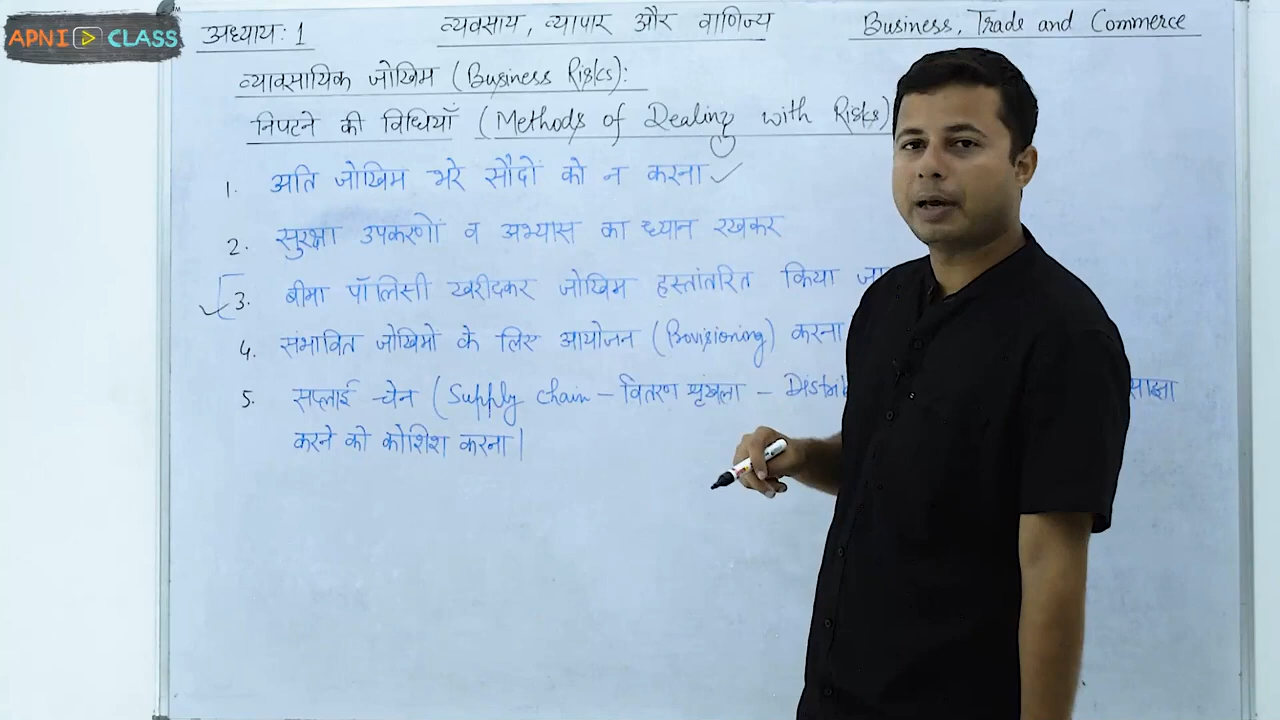 APNI CLASS
अध्याय: 1 व्यवसाय, व्यापार और वाणिज्य Business, Trade and Commerce
व्यावसायिक जोखिम (Business Risks):
निपटने की विधियाँ (Methods of Dealing with Risks)
1. अति जोखिम भरे सौदों को न करना
2. सुरक्षा उपकरणों व अभ्यास का ध्यान रखकर
3. बीमा पॉलिसी खरीदकर जोखिम हस्तांतरित किया
4. संभावित जोखिमों के लिए आयोजन (Provisioning) करना
5. सप्लाई चेन (Supply chain - वितरण शृंखला - साझा
करने की कोशिश करना।